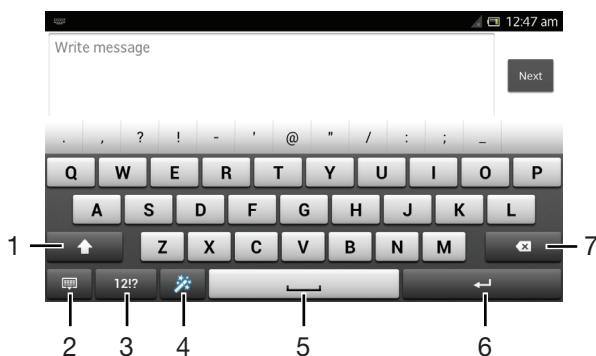 12:47 am
Write message
Next
. , ? ! - ' @ " / : ; _
Q W E R T Y U I O P
A S D F G H J K L
1 Z X C V B N M 7
12!?
2 3 4 5 6